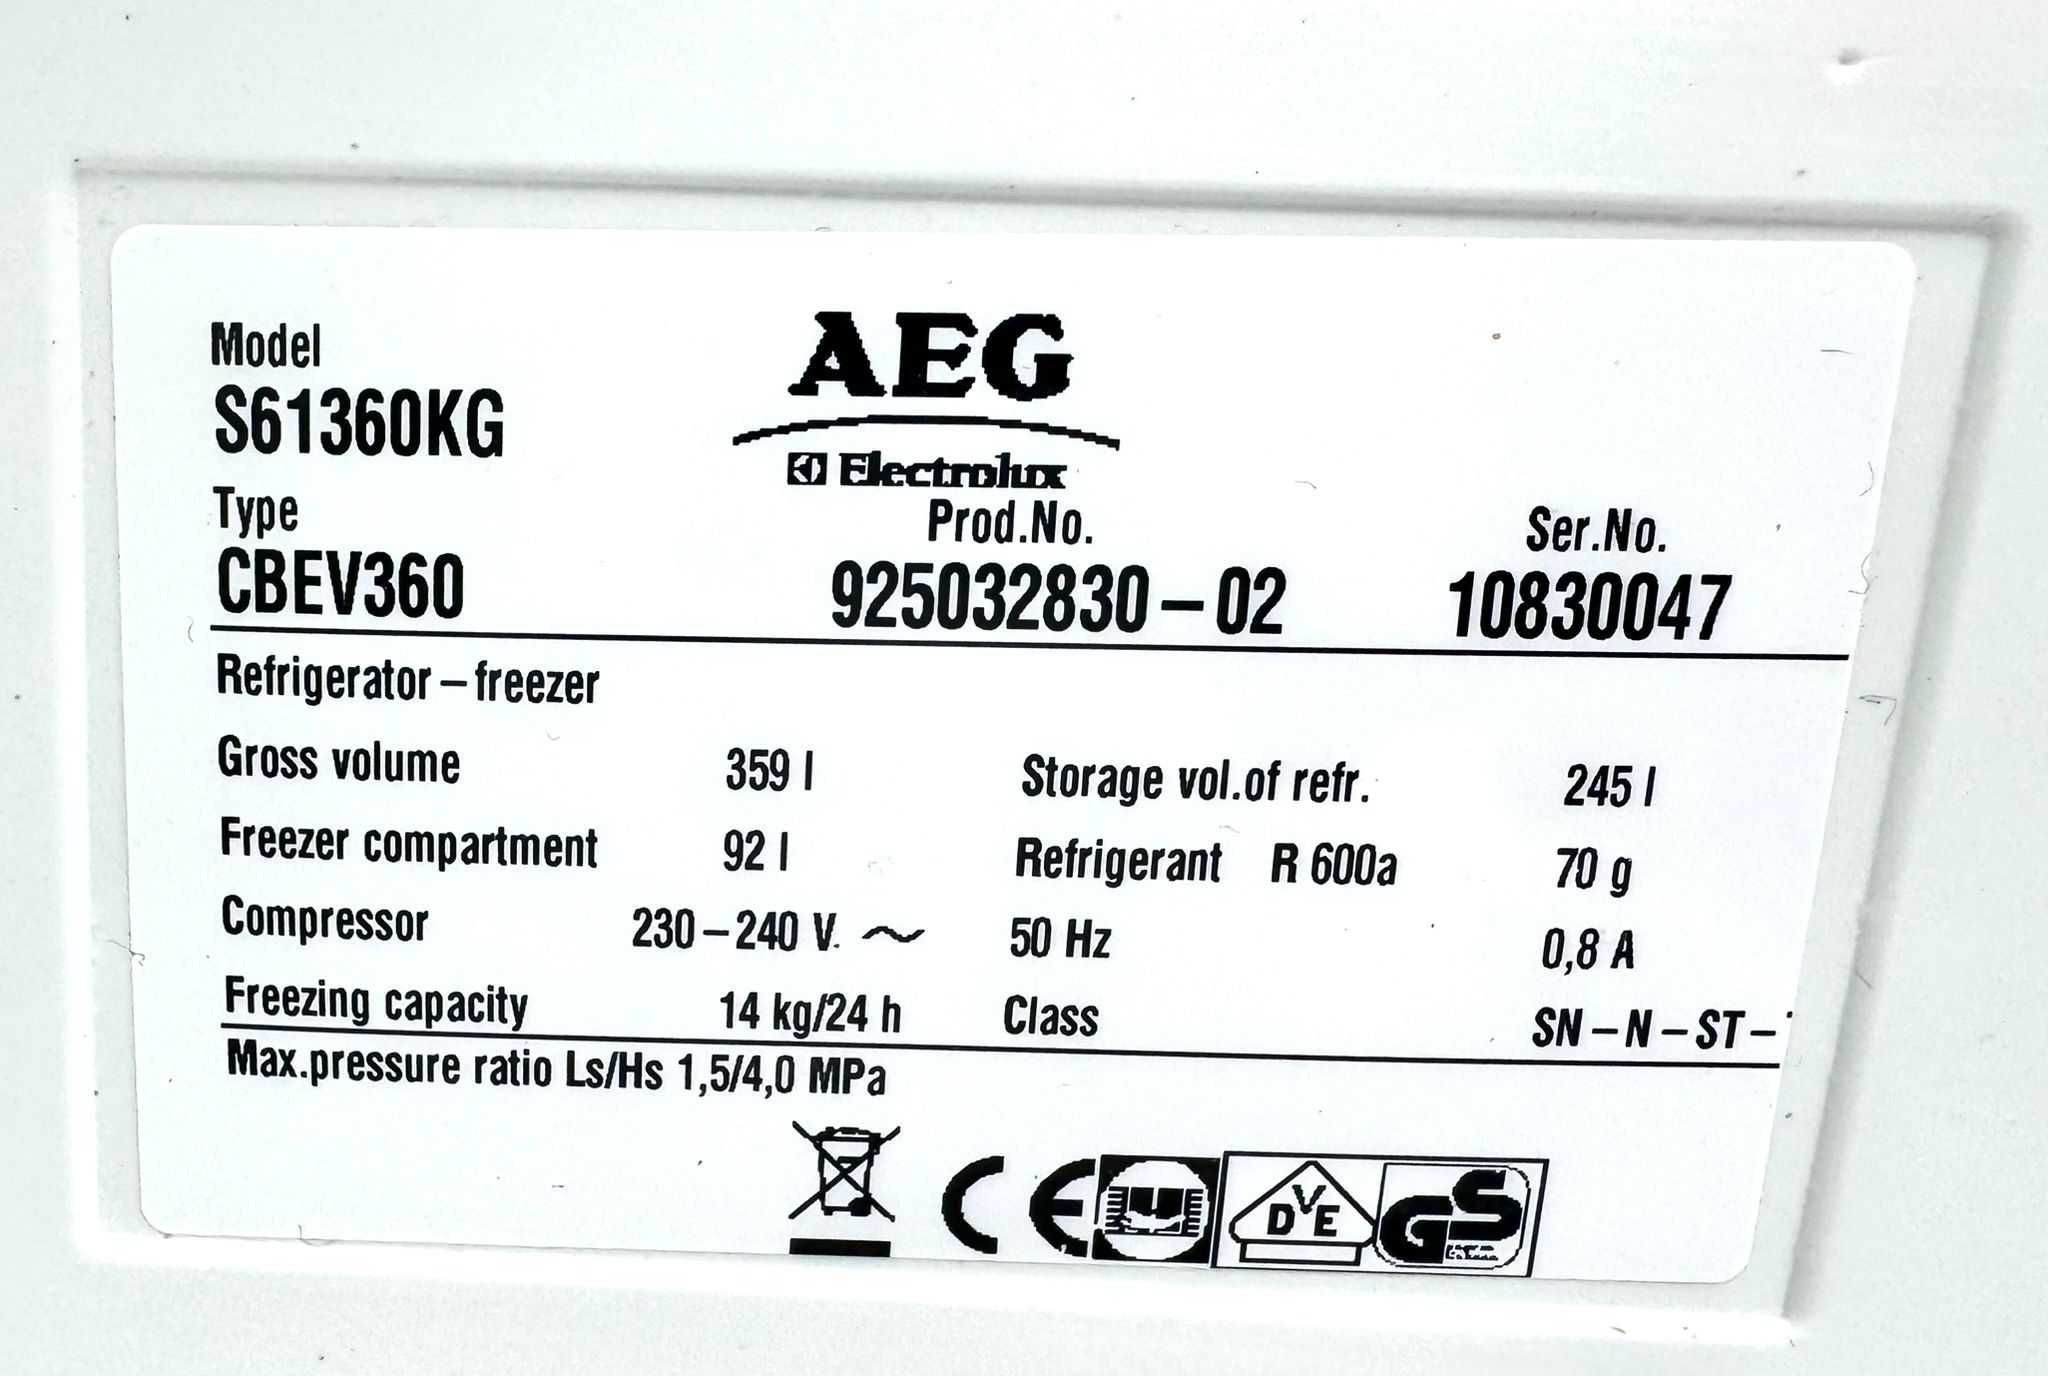 Model
S61360KG
AEG
Electrolux
Type
CBEV360
Prod.No.
925032830-02
Ser.No.
10830047
Refrigerator-freezer
Gross volume 359 l Storage vol.of refr. 245 l
Freezer compartment 92 l Refrigerant R 600a 70 g
Compressor 230-240 V. ~ 50 Hz 0,8 A
Freezing capacity 14 kg/24 h Class SN-N-ST-
Max.pressure ratio Ls/Hs 1,5/4,0 MPa
CE DVE GS